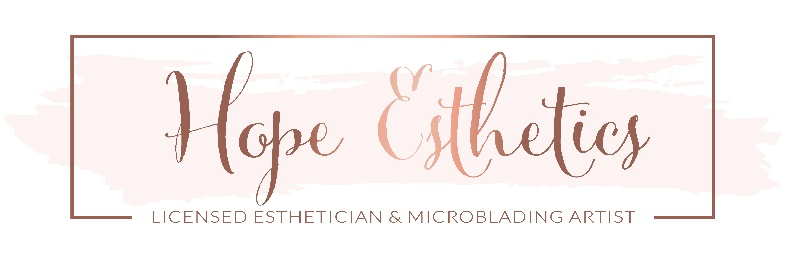 Hope Esthetics
LICENSED ESTHETICIAN & MICROBLADING ARTIST